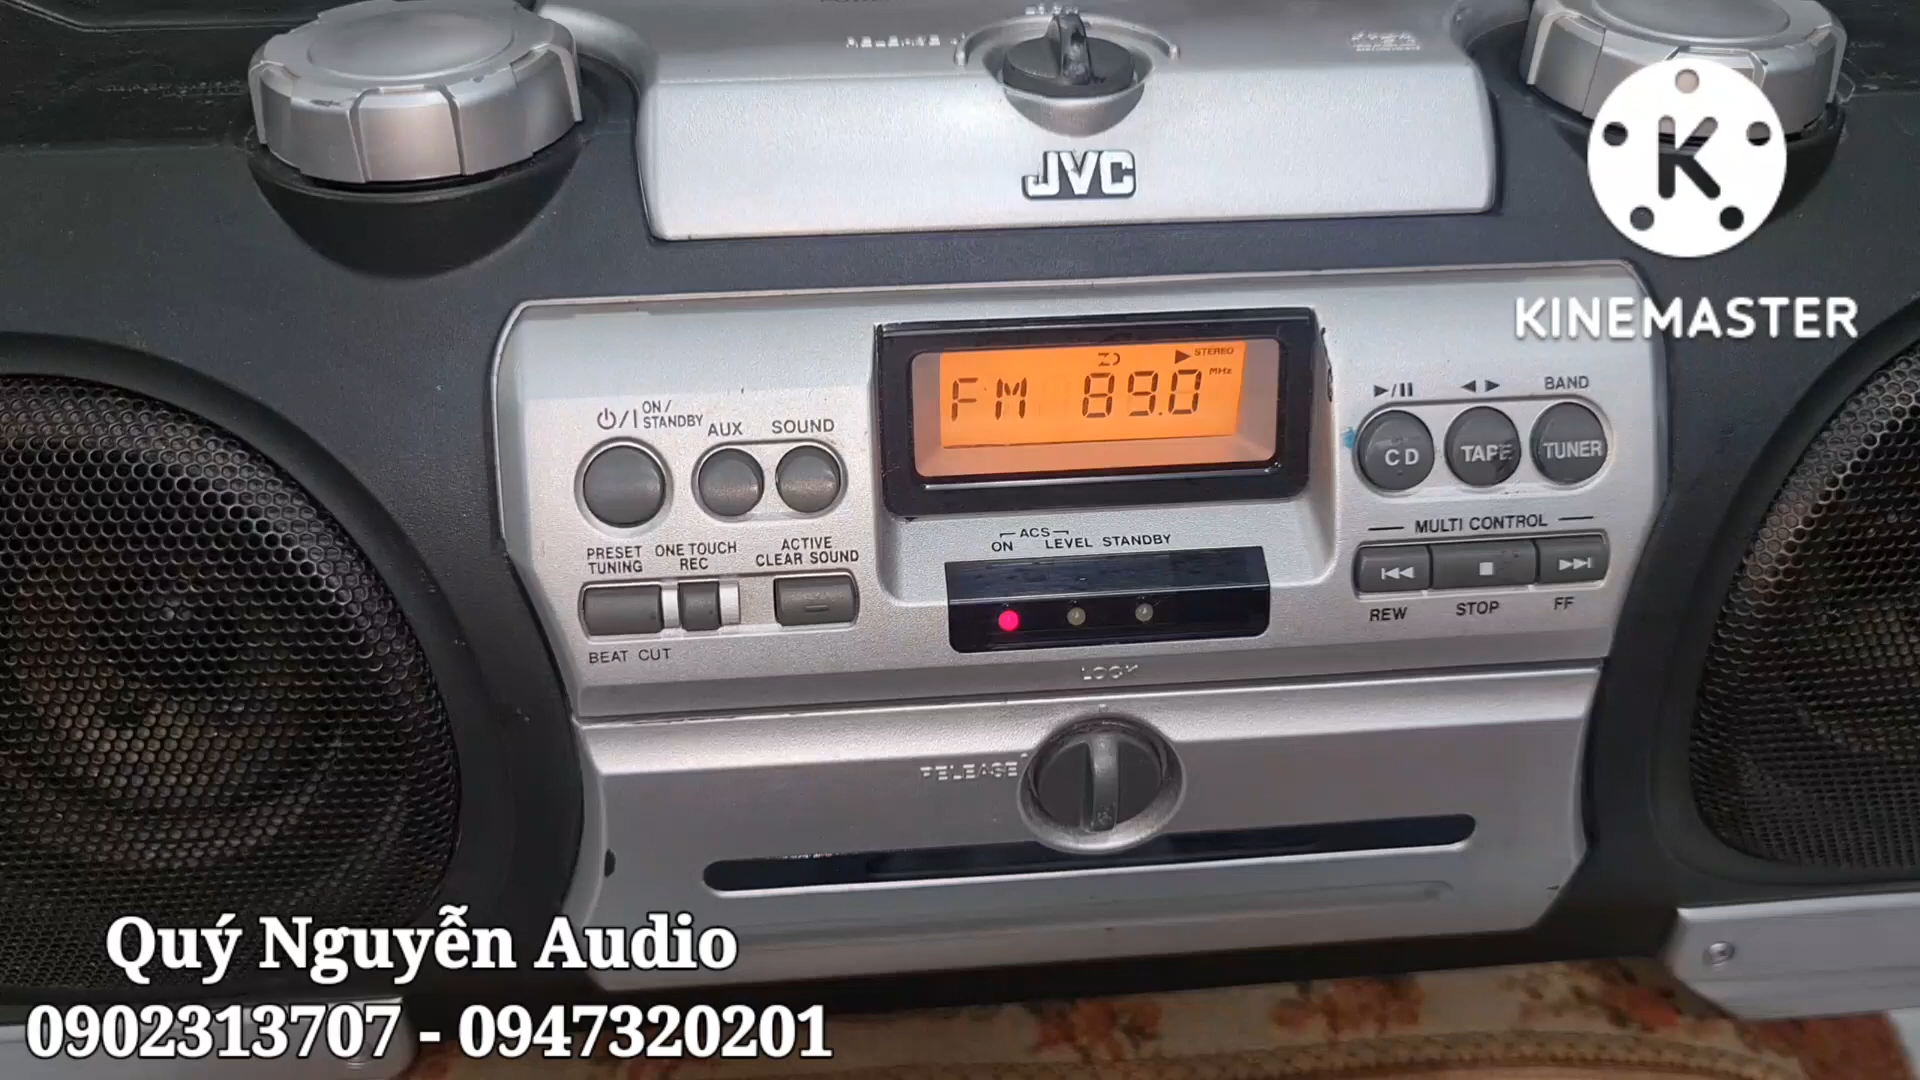 JVC
KINEMASTER
STEREO
FM 89.0 MHz
ON/
STANDBY
AUX
SOUND
BAND
CD
TAPE
TUNER
PRESET
TUNING
ONE TOUCH
REC
ACTIVE
CLEAR SOUND
ACS
ON
LEVEL
STANDBY
MULTI CONTROL
REW
STOP
FF
BEAT CUT
LOCK
RELEASE
Quý Nguyễn Audio
0902313707 - 0947320201